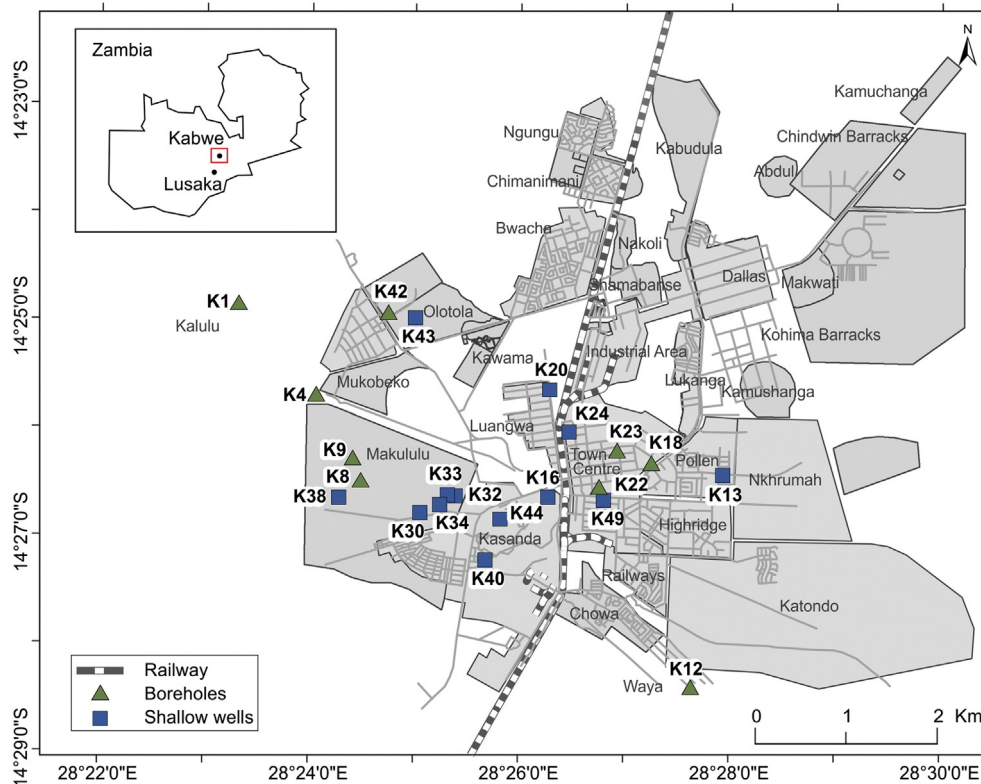 N
Zambia
Kabwe
Lusaka
Kamuchanga
Ngungu
Kabudula
Chindwin Barracks
Chimanimani
Abdul
Bwacha
Nakoli
K1
K42
Olotola
Shamabanse
Dallas
Makwati
Kalulu
K43
Kohima Barracks
Kawama
Industrial Area
K20
Mukobeko
Lukanga
Kamushanga
K4
K24
Luangwa
K23
K18
K9
Makululu
Town
Centre
Pollen
K8
K33
K16
K22
Nkhrumah
K38
K32
K13
K34
K44
K49
K30
Kasanda
Highridge
K40
Railways
Chowa
Katondo
K12
Waya
Railway
Boreholes
Shallow wells
0 1 2 Km
14°23'0"S
14°25'0"S
14°27'0"S
14°29'0"S
28°22'0"E 28°24'0"E 28°26'0"E 28°28'0"E 28°30'0"E